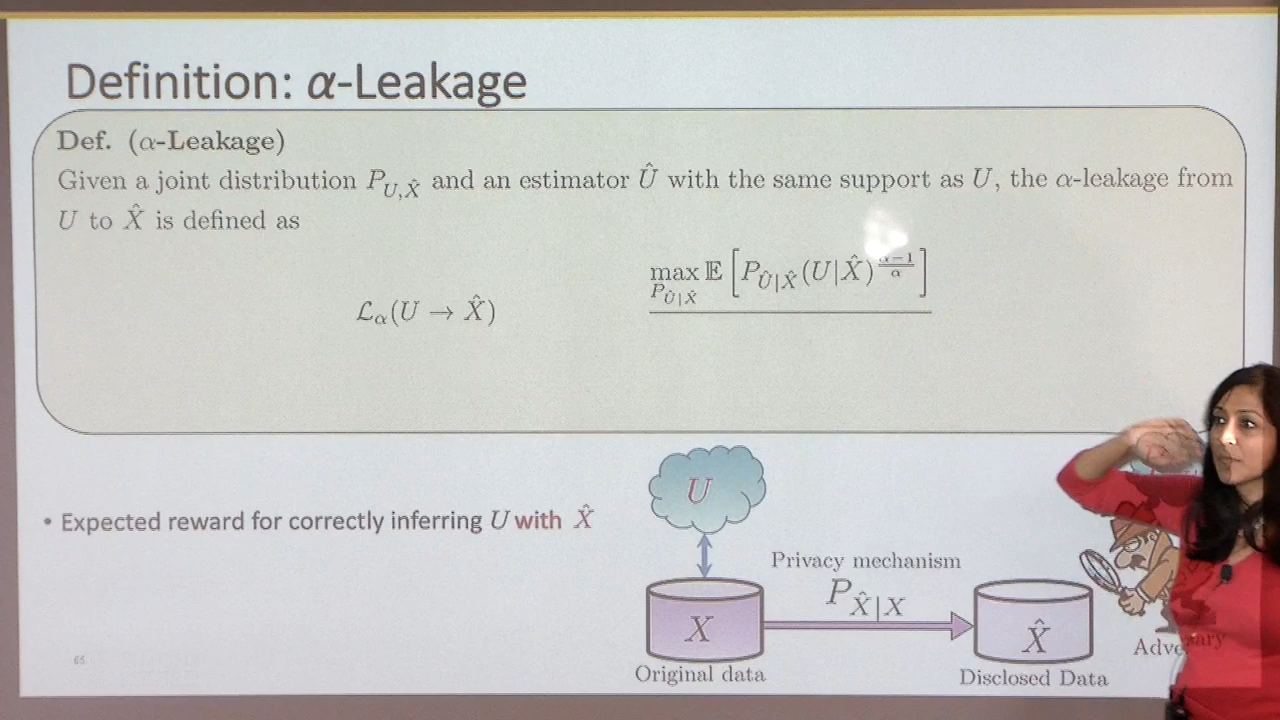 Definition: α-Leakage
Def. (α-Leakage)
Given a joint distribution P_{U,X̂} and an estimator Û with the same support as U, the α-leakage from
U to X̂ is defined as
max_{P_{Û|X̂}} 𝔼 [P_{Û|X̂}(U|X̂)^{\frac{α−1}{α}}]
ℒ_α(U → X̂)
U
• Expected reward for correctly inferring U with X̂
Privacy mechanism
P_{X̂|X}
X
X̂
Adversary
Original data
Disclosed Data